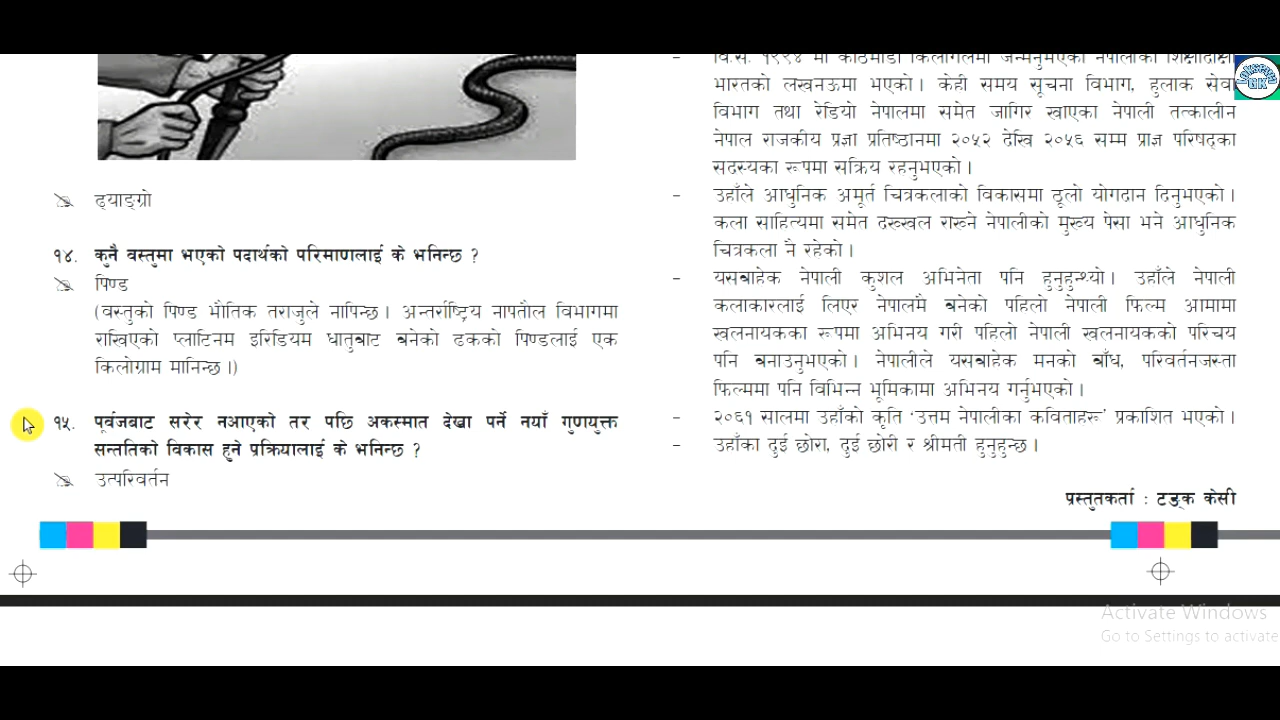 ढ्याङ्ग्रो
१४. कुनै वस्तुमा भएको पदार्थको परिमाणलाई के भनिन्छ ?
पिण्ड
(वस्तुको पिण्ड भौतिक तराजुले नापिन्छ । अन्तर्राष्ट्रिय नापतौल विभागमा
राखिएको प्लाटिनम इरिडियम धातुबाट बनेको ढकको पिण्डलाई एक
किलोग्राम मानिन्छ ।)
१५. पूर्वजबाट सरेर नआएको तर पछि अकस्मात देखा पर्ने नयाँ गुणयुक्त
सन्ततिको विकास हुने प्रक्रियालाई के भनिन्छ ?
उत्परिवर्तन
- वि.सं. १९९४ मा काठमाडौं किलागलमा जन्मनुभएका नेपालीको शिक्षादीक्षा
भारतको लखनऊमा भएको । केही समय सूचना विभाग, हुलाक सेवा
विभाग तथा रेडियो नेपालमा समेत जागिर खाएका नेपाली तत्कालीन
नेपाल राजकीय प्रज्ञा प्रतिष्ठानमा २०५२ देखि २०५६ सम्म प्राज्ञ परिषद्का
सदस्यका रूपमा सक्रिय रहनुभएको ।
- उहाँले आधुनिक अमूर्त चित्रकलाको विकासमा ठूलो योगदान दिनुभएको ।
कला साहित्यमा समेत दख्खल राख्ने नेपालीको मुख्य पेसा भने आधुनिक
चित्रकला नै रहेको ।
- यसबाहेक नेपाली कुशल अभिनेता पनि हुनुहुन्थ्यो । उहाँले नेपाली
कलाकारलाई लिएर नेपालमै बनेको पहिलो नेपाली फिल्म आमामा
खलनायकका रूपमा अभिनय गरी पहिलो नेपाली खलनायकको परिचय
पनि बनाउनुभएको । नेपालीले यसबाहेक मनको बाँध, परिवर्तनजस्ता
फिल्ममा पनि विभिन्न भूमिकामा अभिनय गर्नुभएको ।
- २०६१ सालमा उहाँको कृति 'उत्तम नेपालीका कविताहरू' प्रकाशित भएको ।
- उहाँका दुई छोरा, दुई छोरी र श्रीमती हुनुहुन्छ ।
प्रस्तुतकर्ता : टङ्क केसी
GK
Activate Windows
Go to Settings to activate